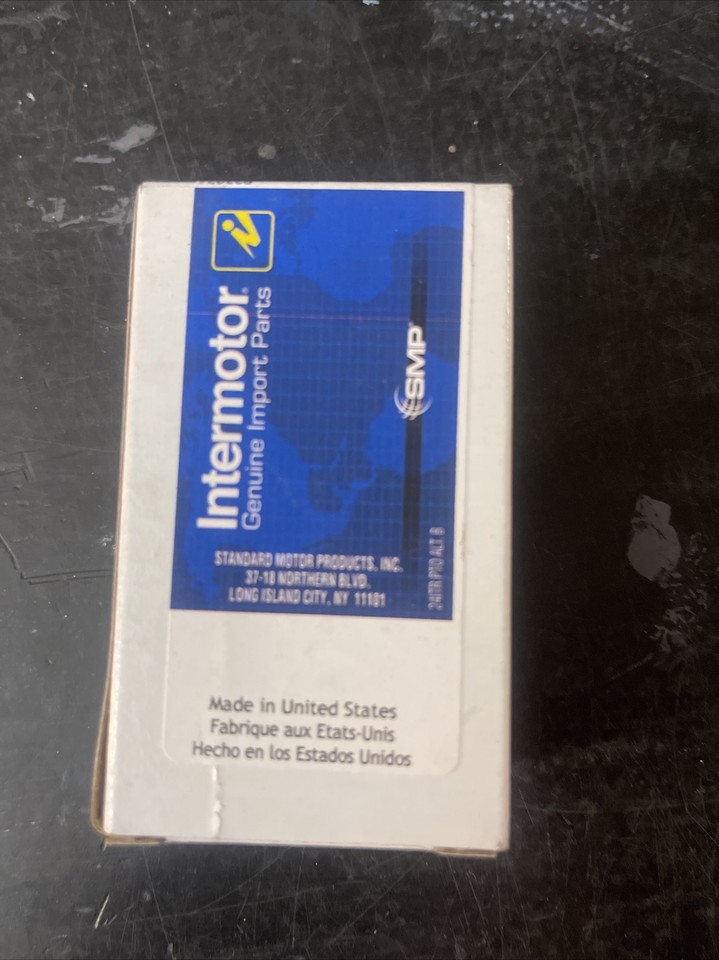 Intermotor®
Genuine Import Parts
SMP®
STANDARD MOTOR PRODUCTS, INC.
37-18 NORTHERN BLVD.
LONG ISLAND CITY, NY 11101
Made in United States
Fabrique aux Etats-Unis
Hecho en los Estados Unidos